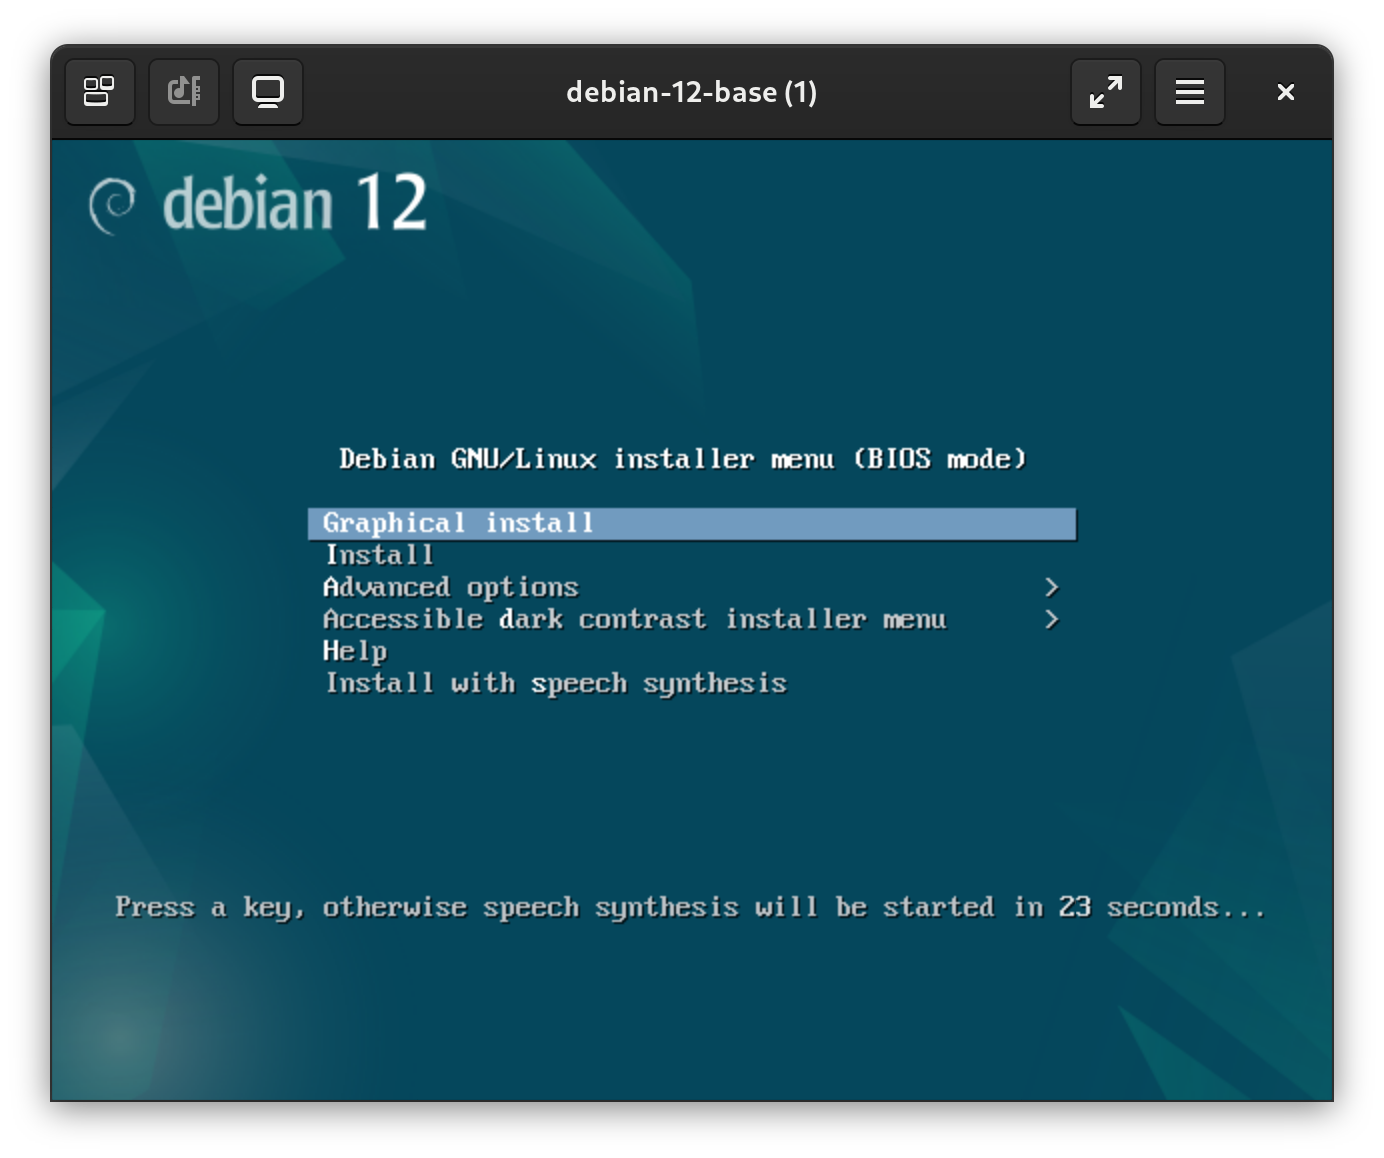 debian-12-base (1)
debian 12
Debian GNU/Linux installer menu (BIOS mode)
Graphical install
Install
Advanced options >
Accessible dark contrast installer menu >
Help
Install with speech synthesis
Press a key, otherwise speech synthesis will be started in 23 seconds...